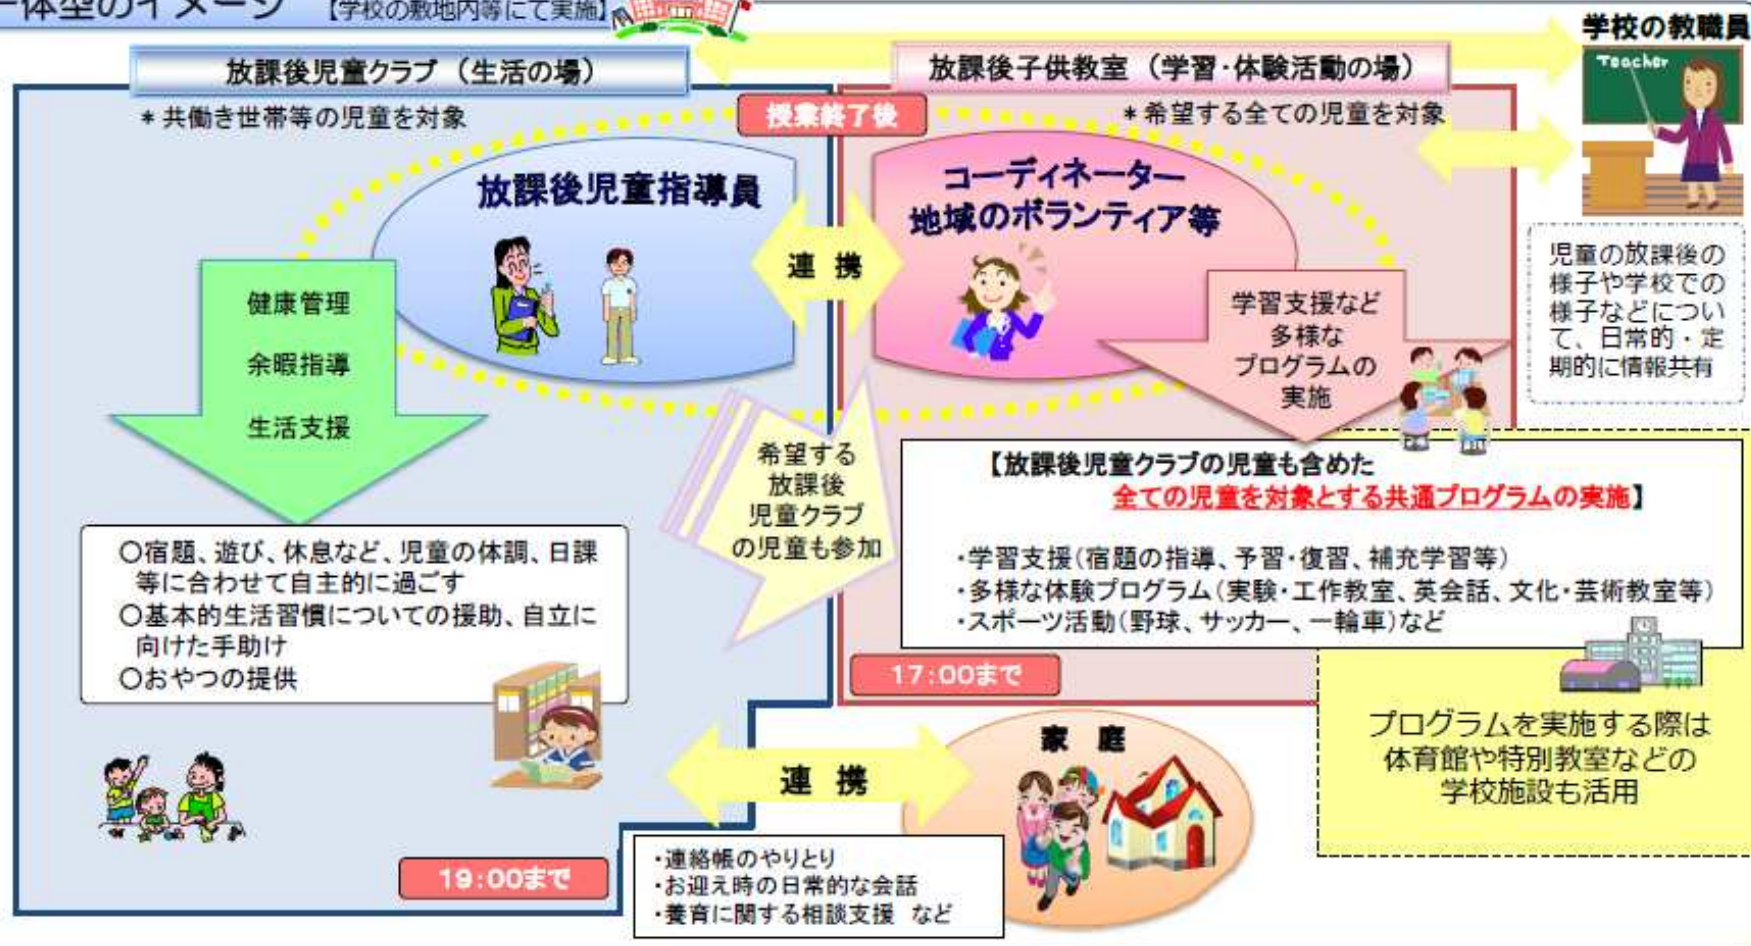 一体型のイメージ 【学校の敷地内等にて実施】
学校の教職員
Teacher
放課後児童クラブ（生活の場）
＊共働き世帯等の児童を対象
放課後子供教室（学習・体験活動の場）
＊希望する全ての児童を対象
授業終了後
放課後児童指導員
連 携
コーディネーター
地域のボランティア等
児童の放課後の
様子や学校での
様子などについ
て、日常的・定
期的に情報共有
健康管理
余暇指導
生活支援
学習支援など
多様な
プログラムの
実施
希望する
放課後
児童クラブ
の児童も参加
【放課後児童クラブの児童も含めた
全ての児童を対象とする共通プログラムの実施】
・学習支援（宿題の指導、予習・復習、補充学習等）
・多様な体験プログラム（実験・工作教室、英会話、文化・芸術教室等）
・スポーツ活動（野球、サッカー、一輪車）など
○宿題、遊び、休息など、児童の体調、日課
等に合わせて自主的に過ごす
○基本的生活習慣についての援助、自立に
向けた手助け
○おやつの提供
17:00まで
プログラムを実施する際は
体育館や特別教室などの
学校施設も活用
連 携
家 庭
19:00まで
・連絡帳のやりとり
・お迎え時の日常的な会話
・養育に関する相談支援 など